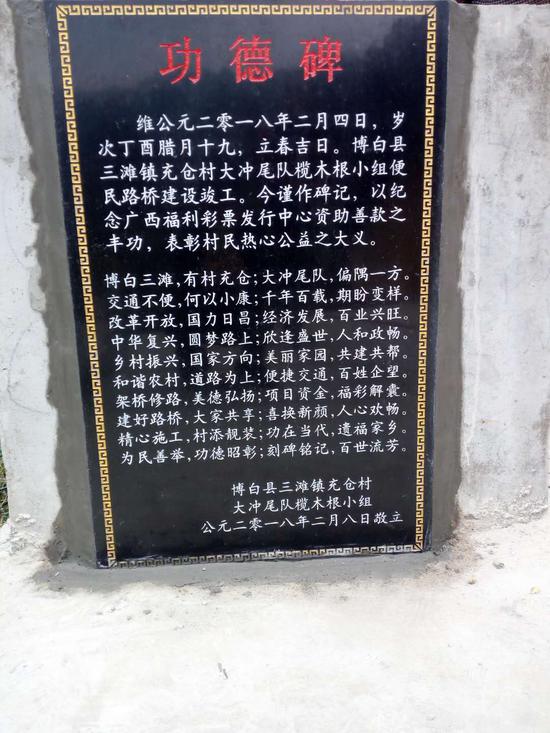 功德碑
维公元二零一八年二月四日，岁
次丁酉腊月十九，立春吉日。博白县
三滩镇充仓村大冲尾队榄木根小组便
民路桥建设竣工。今谨作碑记，以纪
念广西福利彩票发行中心资助善款之
丰功，表彰村民热心公益之大义。
博白三滩，有村充仓；大冲尾队，偏隅一方。
交通不便，何以小康；千年百载，期盼变样。
改革开放，国力日昌；经济发展，百业兴旺。
中华复兴，圆梦路上；欣逢盛世，人和政畅。
乡村振兴，国家方向；美丽家园，共建共帮。
和谐农村，道路为上；便捷交通，百姓企望。
架桥修路，美德弘扬；项目资金，福彩解囊。
建好路桥，大家共享；喜换新颜，人心欢畅。
精心施工，村添靓装；功在当代，遗福家乡。
为民善举，功德昭彰；刻碑铭记，百世流芳。
博白县三滩镇充仓村
大冲尾队榄木根小组
公元二零一八年二月八日敬立